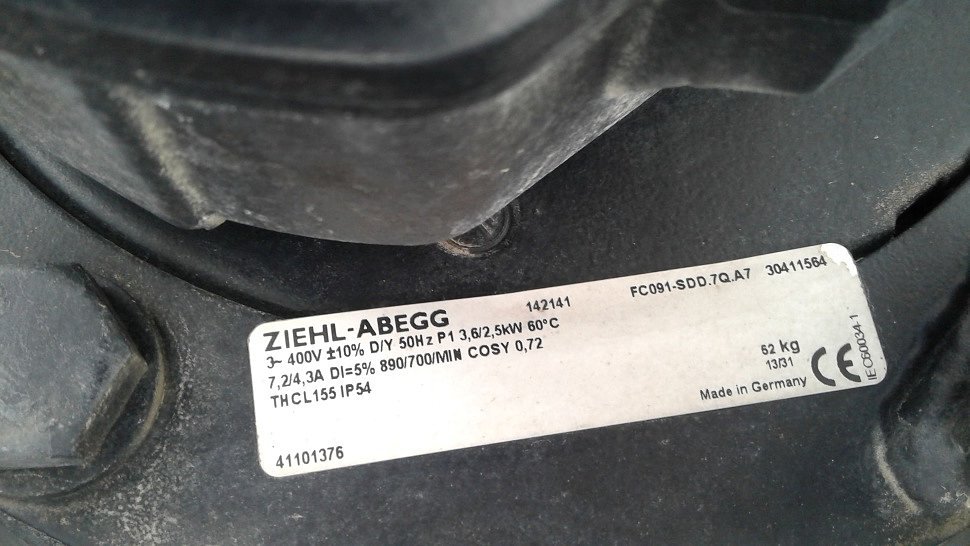 ZIEHL-ABEGG 142141 FC091-SDD.7Q.A7 30411564
3~ 400V ±10% D/Y 50Hz P1 3,6/2,5kW 60°C
7,2/4,3A DI=5% 890/700/MIN COSY 0,72
THCL155 IP54
62 kg
13/31
Made in Germany
CE
IEC60034-1
41101376